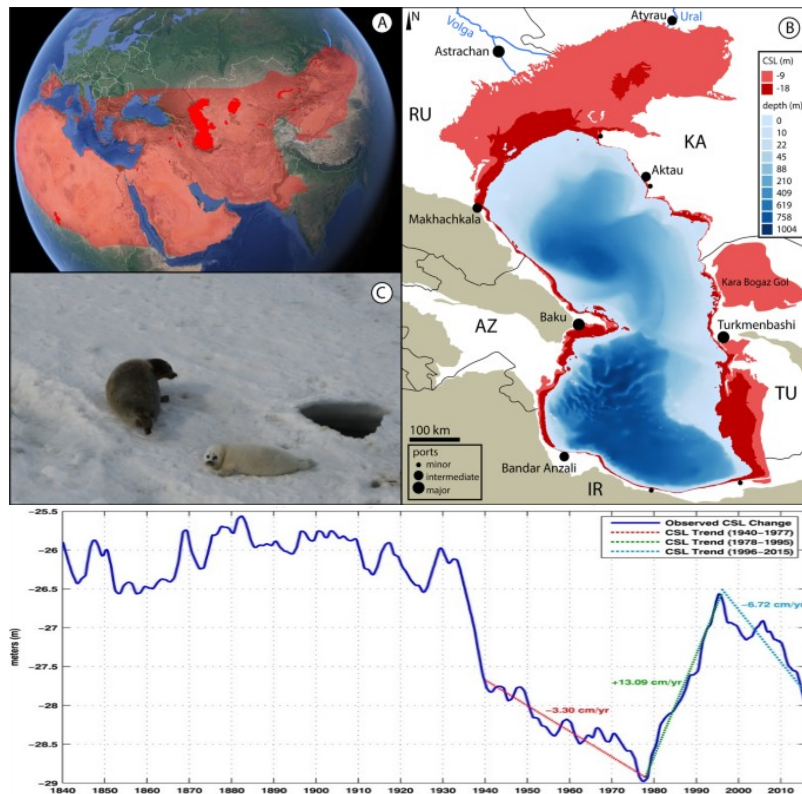 A
N
Volga
Atyrau
Ural
B
Astrachan
CSL (m)
-9
-18
depth (m)
0
10
22
45
88
210
409
619
758
1004
RU
KA
Aktau
Makhachkala
Kara Bogaz Gol
Baku
AZ
Turkmenbashi
TU
100 km
ports
minor
intermediate
major
Bandar Anzali
IR
C
-25.5
-26
-26.5
-27
-27.5
-28
-28.5
-29
meters (m)
Observed CSL Change
CSL Trend (1940-1977)
CSL Trend (1978-1995)
CSL Trend (1996-2015)
-6.72 cm/yr
+13.09 cm/yr
-3.30 cm/yr
1840 1850 1860 1870 1880 1890 1900 1910 1920 1930 1940 1950 1960 1970 1980 1990 2000